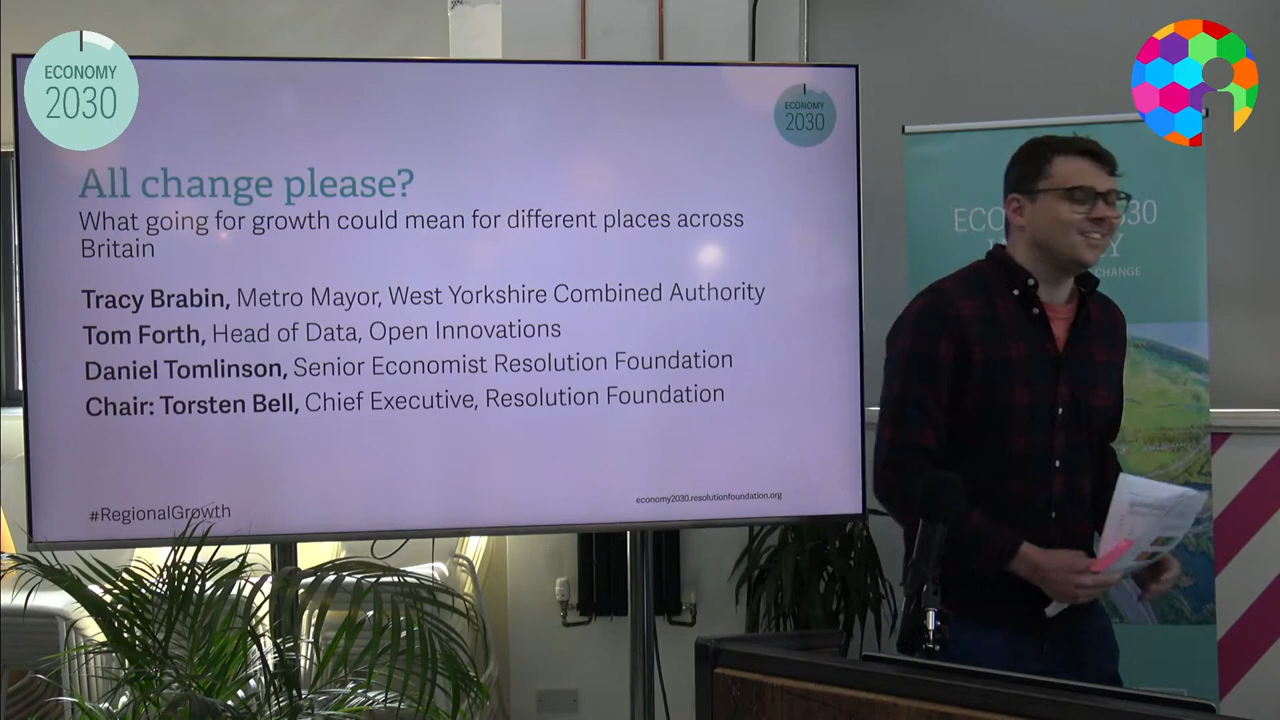 ECONOMY
2030
ECONOMY
2030
All change please?
What going for growth could mean for different places across
Britain
Tracy Brabin, Metro Mayor, West Yorkshire Combined Authority
Tom Forth, Head of Data, Open Innovations
Daniel Tomlinson, Senior Economist Resolution Foundation
Chair: Torsten Bell, Chief Executive, Resolution Foundation
#RegionalGrowth
economy2030.resolutionfoundation.org
CHANGE